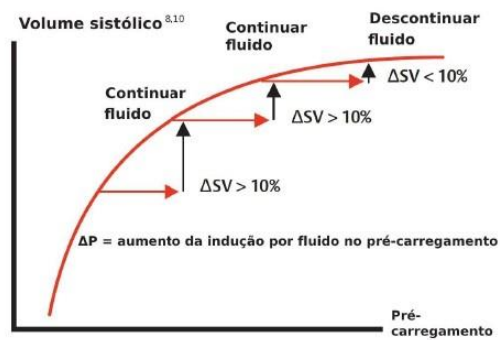 Volume sistólico 8,10
Continuar
fluido
Descontinuar
fluido
Continuar
fluido
ΔSV < 10%
ΔSV > 10%
ΔSV > 10%
ΔP = aumento da indução por fluido no pré-carregamento
Pré-
carregamento